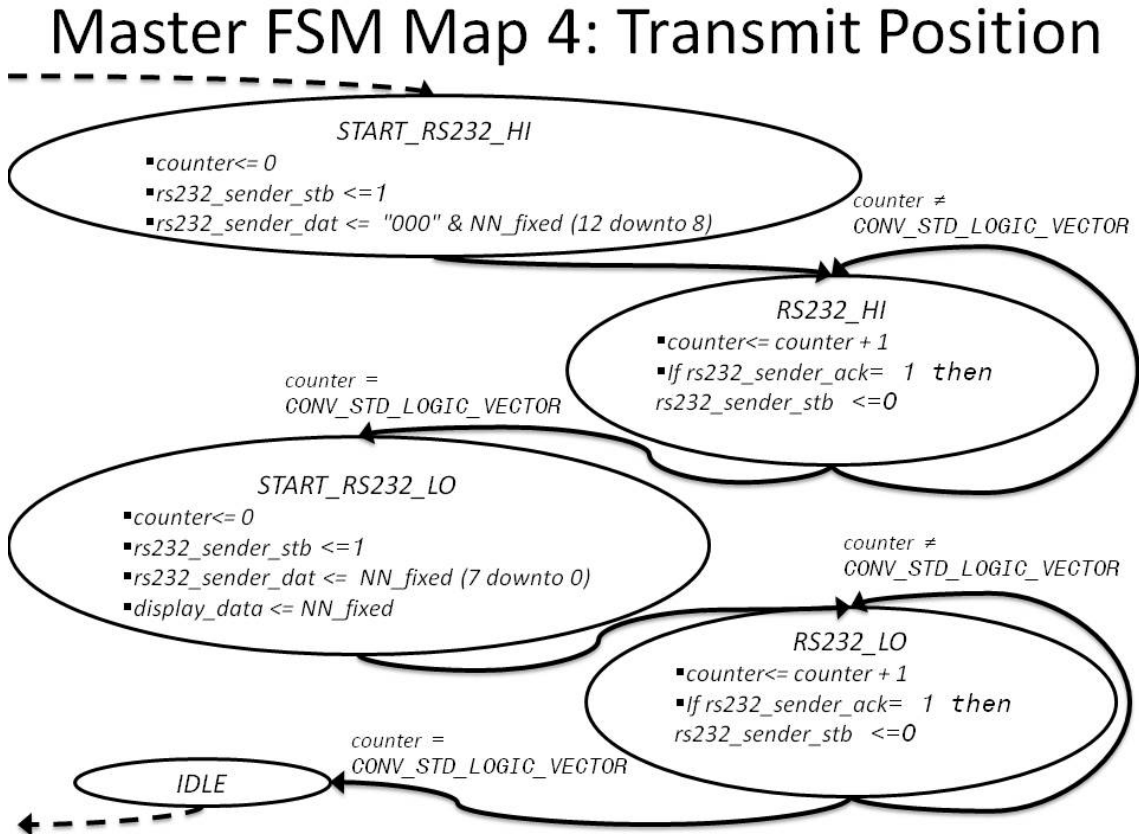 Master FSM Map 4: Transmit Position
START_RS232_HI
▪counter<= 0
▪rs232_sender_stb <=1
▪rs232_sender_dat <= "000" & NN_fixed (12 downto 8)
counter ≠
CONV_STD_LOGIC_VECTOR
RS232_HI
▪counter<= counter + 1
▪If rs232_sender_ack= 1 then
rs232_sender_stb <=0
counter =
CONV_STD_LOGIC_VECTOR
START_RS232_LO
▪counter<= 0
▪rs232_sender_stb <=1
▪rs232_sender_dat <= NN_fixed (7 downto 0)
▪display_data <= NN_fixed
counter ≠
CONV_STD_LOGIC_VECTOR
RS232_LO
▪counter<= counter + 1
▪If rs232_sender_ack= 1 then
rs232_sender_stb <=0
counter =
CONV_STD_LOGIC_VECTOR
IDLE